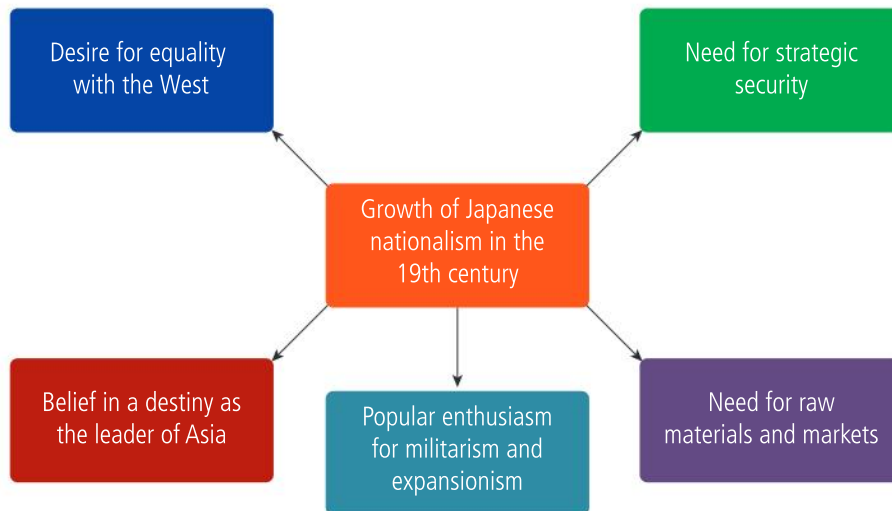 Desire for equality
with the West
Need for strategic
security
Growth of Japanese
nationalism in the
19th century
Belief in a destiny as
the leader of Asia
Popular enthusiasm
for militarism and
expansionism
Need for raw
materials and markets